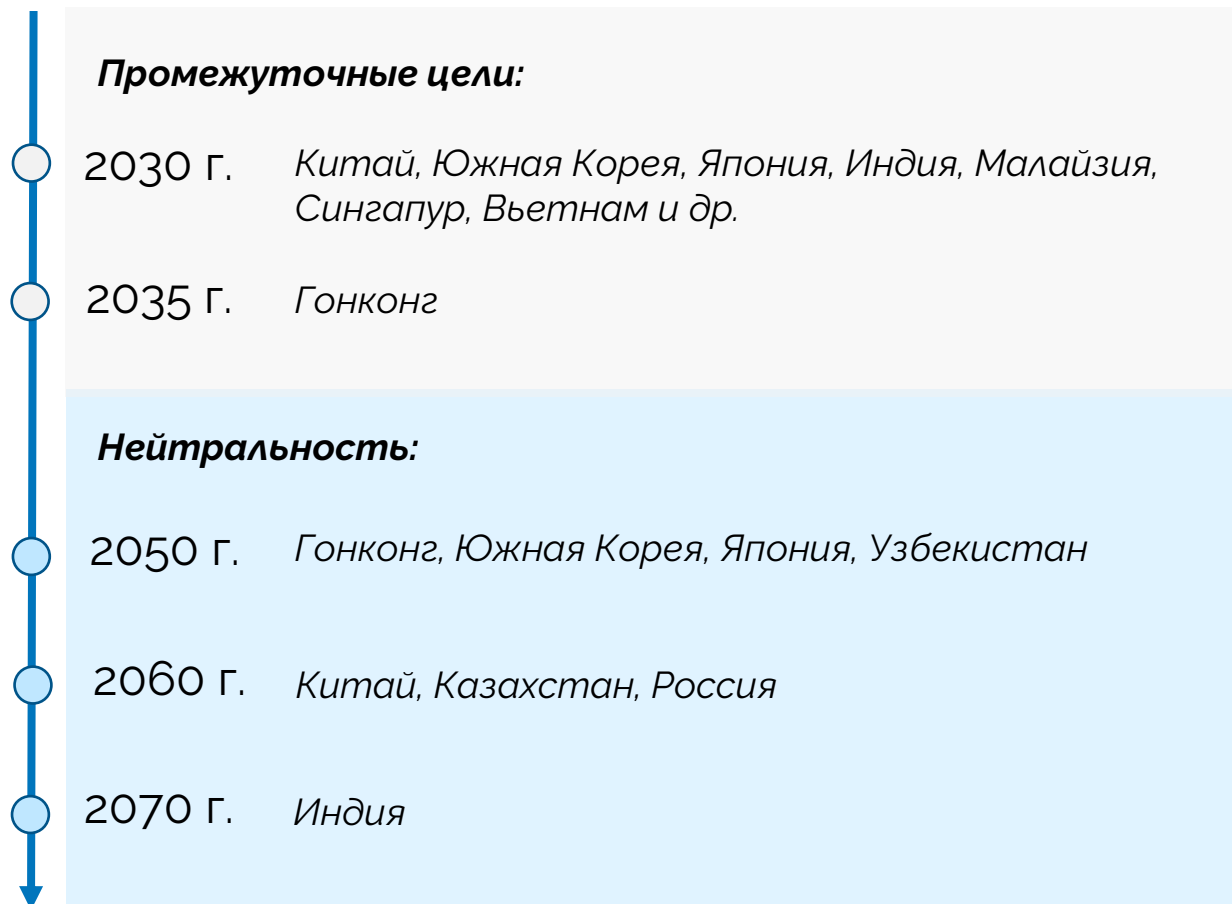 Промежуточные цели:
2030 г. Китай, Южная Корея, Япония, Индия, Малайзия,
Сингапур, Вьетнам и др.
2035 г. Гонконг
Нейтральность:
2050 г. Гонконг, Южная Корея, Япония, Узбекистан
2060 г. Китай, Казахстан, Россия
2070 г. Индия